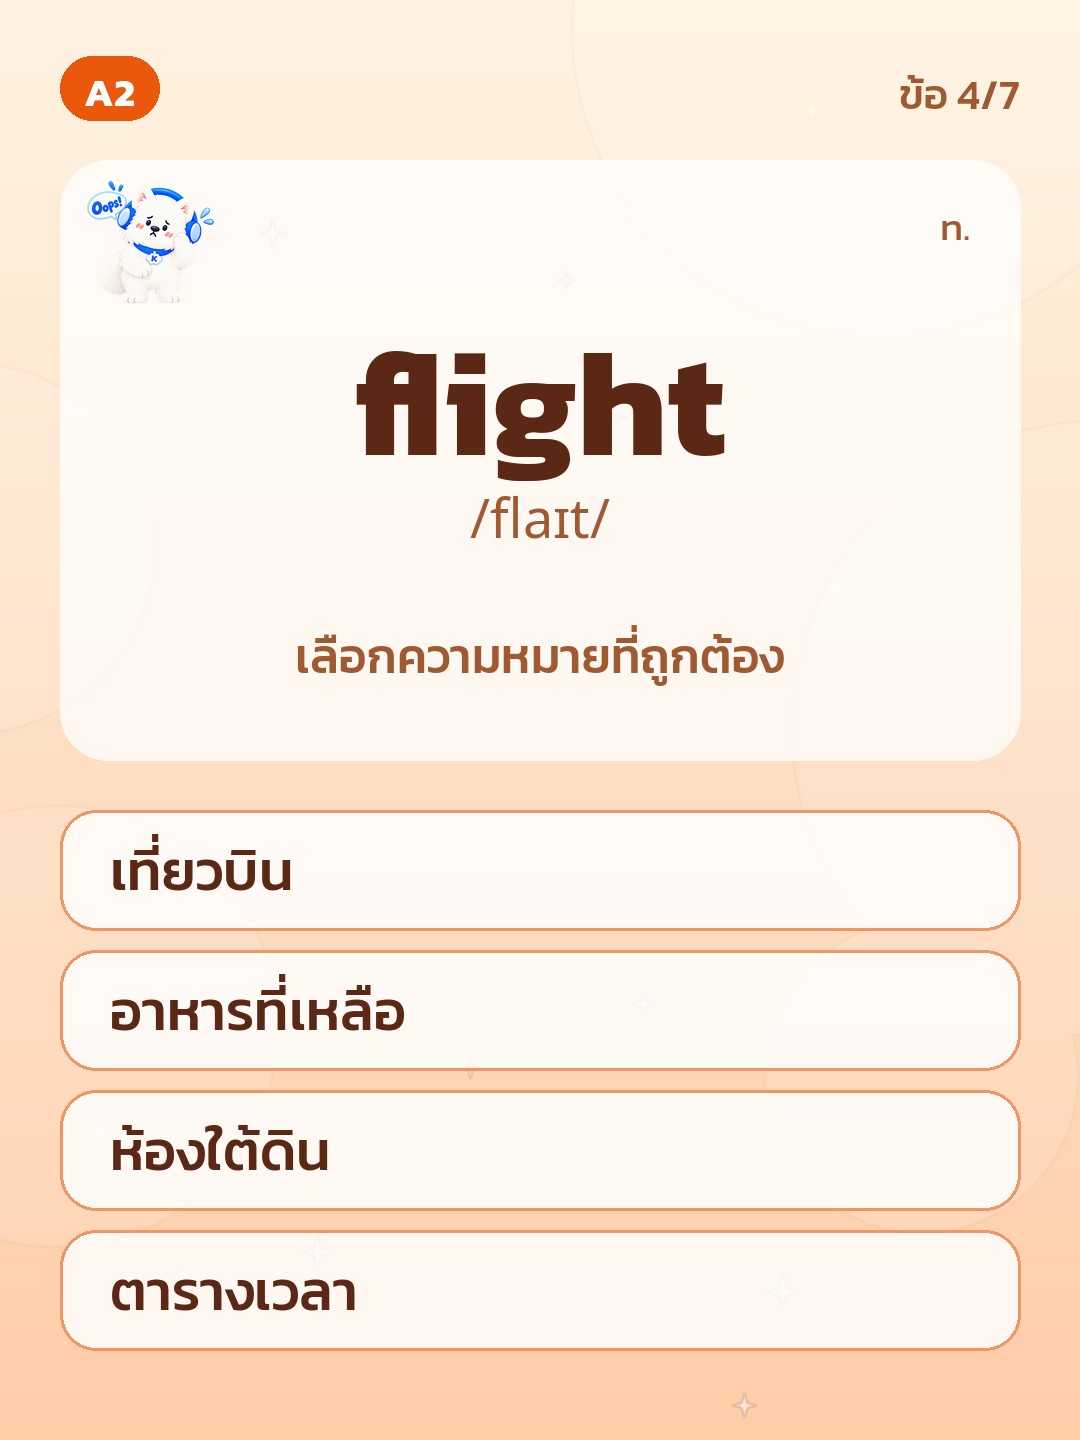 A2
ข้อ 4/7
Oops!
K
n.
flight
/flaɪt/
เลือกความหมายที่ถูกต้อง
เที่ยวบิน
อาหารที่เหลือ
ห้องใต้ดิน
ตารางเวลา